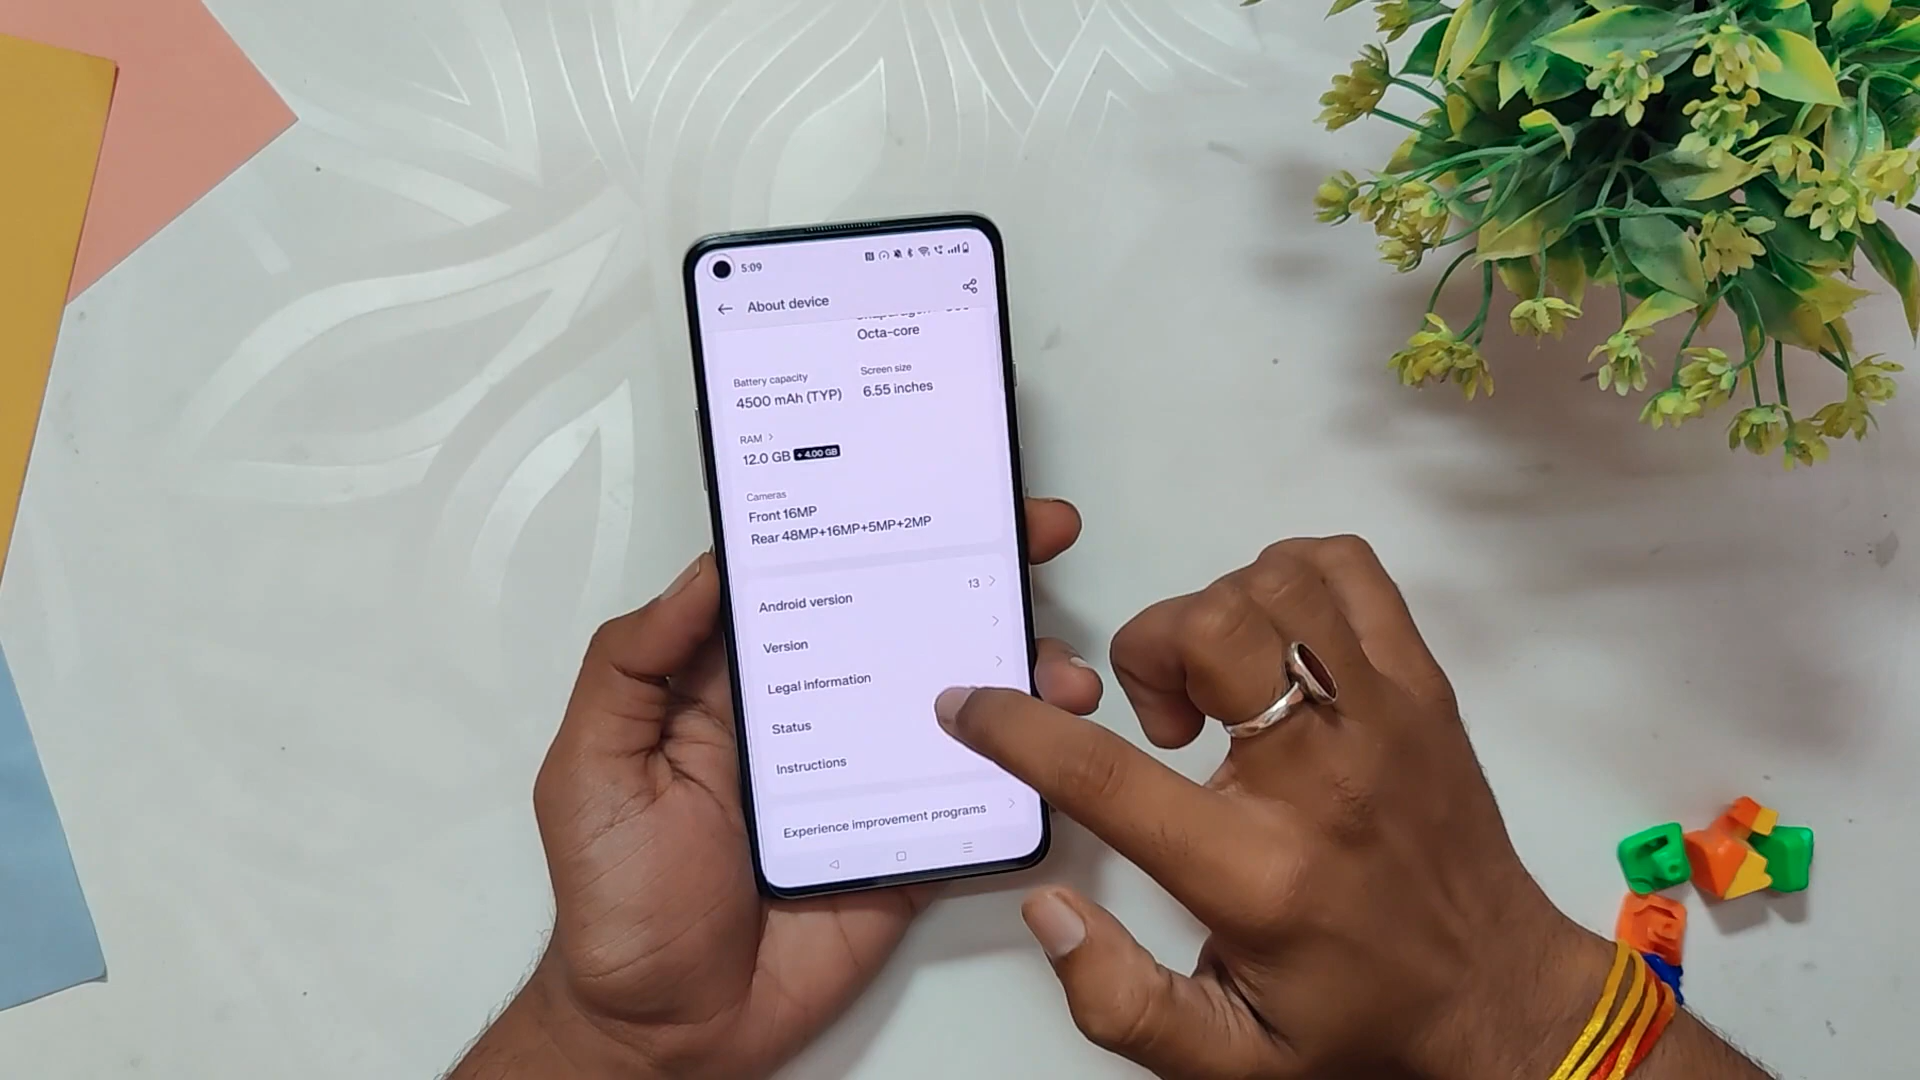 5:09
About device
Octa-core
Battery capacity
4500 mAh (TYP)
Screen size
6.55 inches
RAM
12.0 GB + 4.00 GB
Cameras
Front 16MP
Rear 48MP+16MP+5MP+2MP
Android version 13
Version
Legal information
Status
Instructions
Experience improvement programs